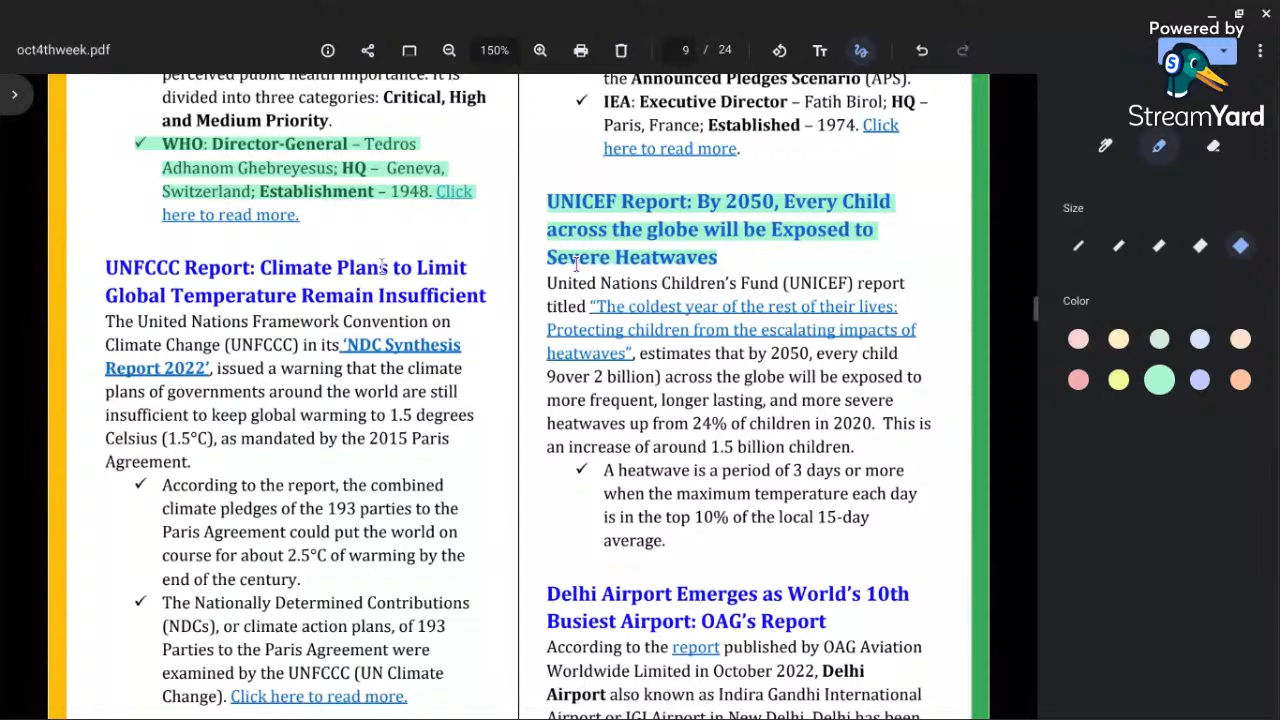 oct4thweek.pdf
150%
9 / 24
Powered by
StreamYard
perceived public health importance. It is
divided into three categories: Critical, High
and Medium Priority.
✓ WHO: Director-General – Tedros
Adhanom Ghebreyesus; HQ – Geneva,
Switzerland; Establishment – 1948. Click
here to read more.
UNFCCC Report: Climate Plans to Limit
Global Temperature Remain Insufficient
The United Nations Framework Convention on
Climate Change (UNFCCC) in its 'NDC Synthesis
Report 2022', issued a warning that the climate
plans of governments around the world are still
insufficient to keep global warming to 1.5 degrees
Celsius (1.5°C), as mandated by the 2015 Paris
Agreement.
✓ According to the report, the combined
climate pledges of the 193 parties to the
Paris Agreement could put the world on
course for about 2.5°C of warming by the
end of the century.
✓ The Nationally Determined Contributions
(NDCs), or climate action plans, of 193
Parties to the Paris Agreement were
examined by the UNFCCC (UN Climate
Change). Click here to read more.
the Announced Pledges Scenario (APS).
✓ IEA: Executive Director – Fatih Birol; HQ –
Paris, France; Established – 1974. Click
here to read more.
UNICEF Report: By 2050, Every Child
across the globe will be Exposed to
Severe Heatwaves
United Nations Children's Fund (UNICEF) report
titled "The coldest year of the rest of their lives:
Protecting children from the escalating impacts of
heatwaves", estimates that by 2050, every child
9over 2 billion) across the globe will be exposed to
more frequent, longer lasting, and more severe
heatwaves up from 24% of children in 2020. This is
an increase of around 1.5 billion children.
✓ A heatwave is a period of 3 days or more
when the maximum temperature each day
is in the top 10% of the local 15-day
average.
Delhi Airport Emerges as World's 10th
Busiest Airport: OAG's Report
According to the report published by OAG Aviation
Worldwide Limited in October 2022, Delhi
Airport also known as Indira Gandhi International
Airport or IGI Airport in New Delhi, Delhi has been
Size
Color